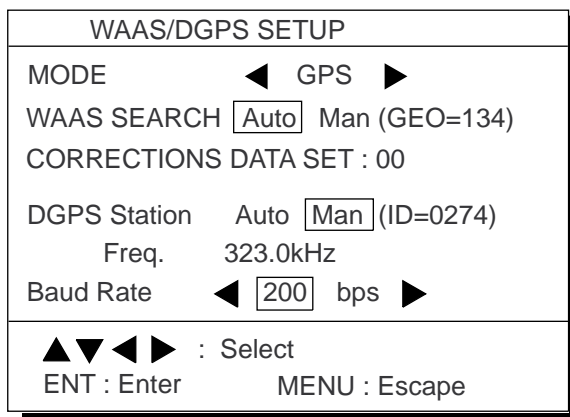 WAAS/DGPS SETUP
MODE ◀ GPS ▶
WAAS SEARCH Auto Man (GEO=134)
CORRECTIONS DATA SET : 00
DGPS Station Auto Man (ID=0274)
Freq. 323.0kHz
Baud Rate ◀ 200 bps ▶
▲▼◀ ▶ : Select
ENT : Enter MENU : Escape